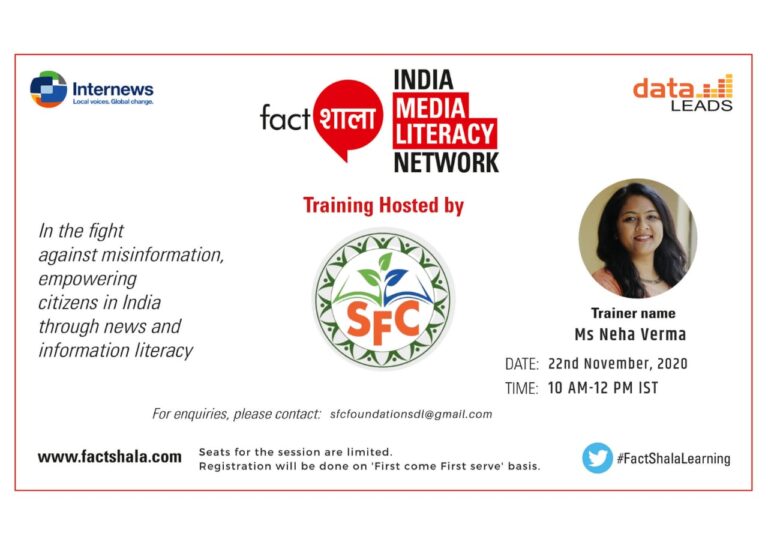 Internews
Local voices. Global change.
fact शाला
INDIA
MEDIA
LITERACY
NETWORK
data
LEADS
Training Hosted by
In the fight
against misinformation,
empowering
citizens in India
through news and
information literacy
SFC
Trainer name
Ms Neha Verma
DATE: 22nd November, 2020
TIME: 10 AM-12 PM IST
For enquiries, please contact: sfcfoundationsdl@gmail.com
www.factshala.com
Seats for the session are limited.
Registration will be done on 'First come First serve' basis.
#FactShalaLearning